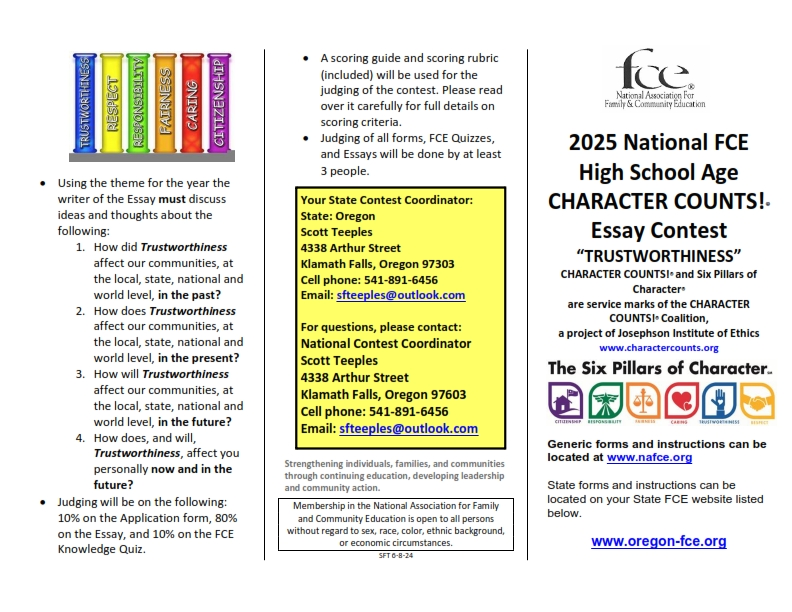 TRUSTWORTHINESS
RESPECT
RESPONSIBILITY
FAIRNESS
CARING
CITIZENSHIP
• Using the theme for the year the
writer of the Essay must discuss
ideas and thoughts about the
following:
1. How did Trustworthiness
affect our communities, at
the local, state, national and
world level, in the past?
2. How does Trustworthiness
affect our communities, at
the local, state, national and
world level, in the present?
3. How will Trustworthiness
affect our communities, at
the local, state, national and
world level, in the future?
4. How does, and will,
Trustworthiness, affect you
personally now and in the
future?
• Judging will be on the following:
10% on the Application form, 80%
on the Essay, and 10% on the FCE
Knowledge Quiz.
• A scoring guide and scoring rubric
(included) will be used for the
judging of the contest. Please read
over it carefully for full details on
scoring criteria.
• Judging of all forms, FCE Quizzes,
and Essays will be done by at least
3 people.
Your State Contest Coordinator:
State: Oregon
Scott Teeples
4338 Arthur Street
Klamath Falls, Oregon 97303
Cell phone: 541-891-6456
Email: sfteeples@outlook.com
For questions, please contact:
National Contest Coordinator
Scott Teeples
4338 Arthur Street
Klamath Falls, Oregon 97603
Cell phone: 541-891-6456
Email: sfteeples@outlook.com
Strengthening individuals, families, and communities
through continuing education, developing leadership
and community action.
Membership in the National Association for Family
and Community Education is open to all persons
without regard to sex, race, color, ethnic background,
or economic circumstances.
SFT 6-8-24
fce®
National Association For
Family & Community Education
2025 National FCE
High School Age
CHARACTER COUNTS!®
Essay Contest
“TRUSTWORTHINESS”
CHARACTER COUNTS!® and Six Pillars of
Character®
are service marks of the CHARACTER
COUNTS!® Coalition,
a project of Josephson Institute of Ethics
www.charactercounts.org
The Six Pillars of Character
CITIZENSHIP RESPONSIBILITY FAIRNESS CARING TRUSTWORTHINESS RESPECT
Generic forms and instructions can be
located at www.nafce.org
State forms and instructions can be
located on your State FCE website listed
below.
www.oregon-fce.org